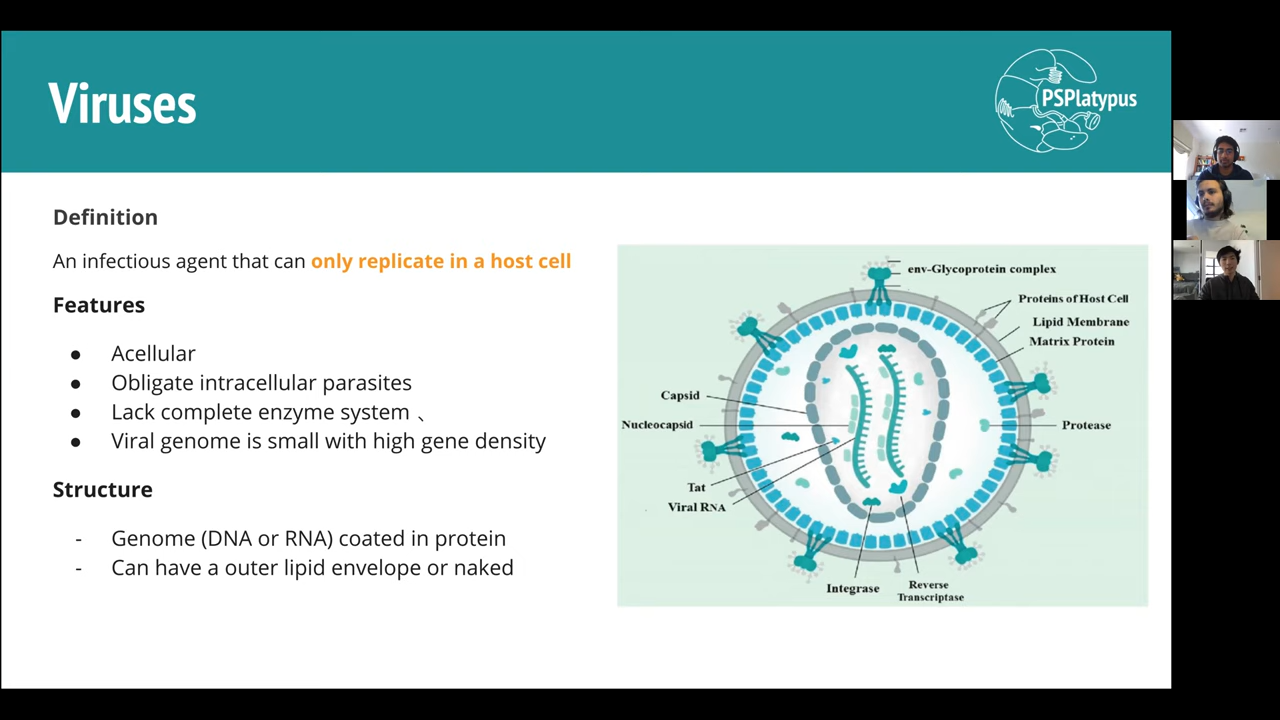 Viruses
PSPlatypus
Definition
An infectious agent that can only replicate in a host cell
Features
● Acellular
● Obligate intracellular parasites
● Lack complete enzyme system 、
● Viral genome is small with high gene density
Structure
- Genome (DNA or RNA) coated in protein
- Can have a outer lipid envelope or naked
env-Glycoprotein complex
Proteins of Host Cell
Lipid Membrane
Matrix Protein
Capsid
Nucleocapsid
Protease
Tat
Viral RNA
Integrase
Reverse
Transcriptase